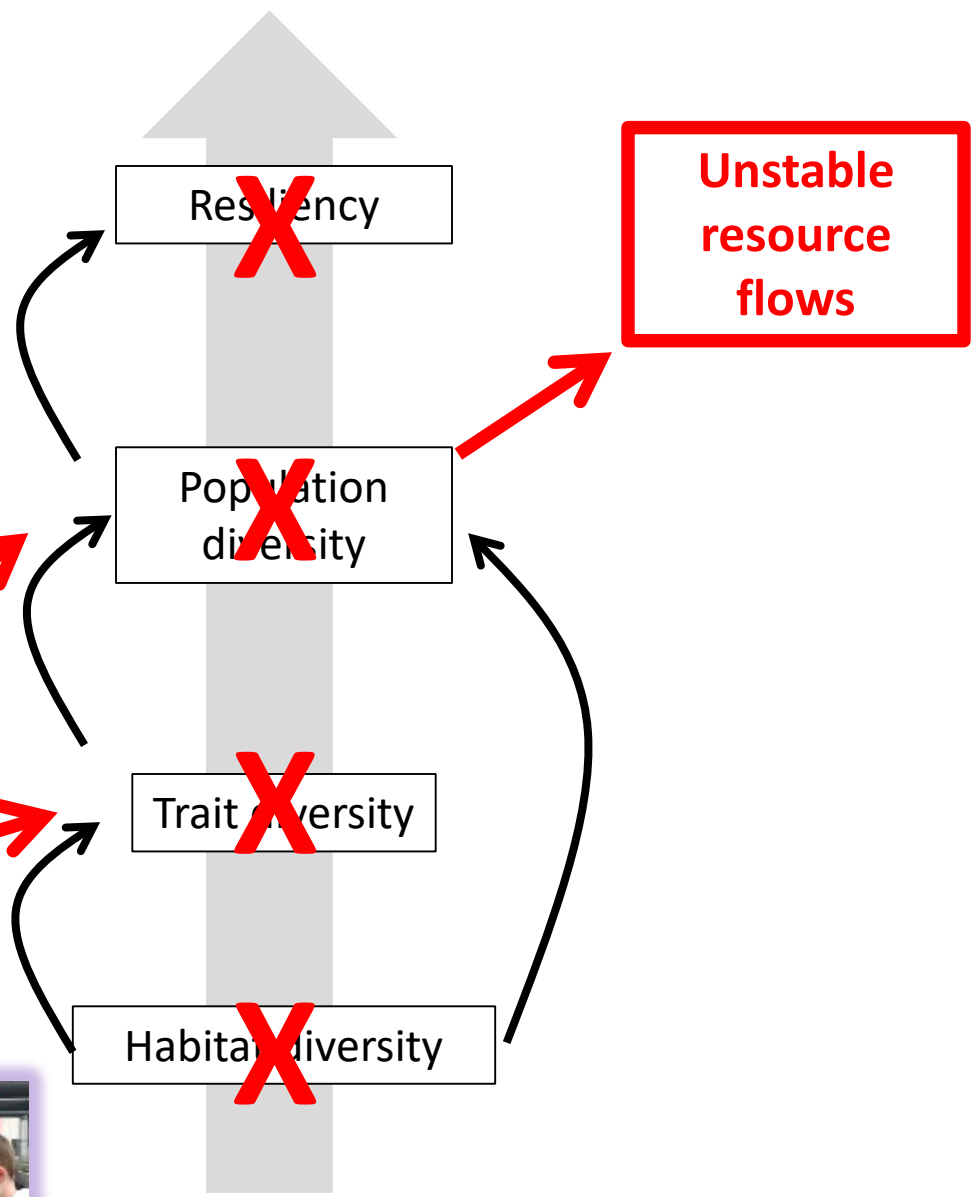 Resiliency
X
Unstable
resource
flows
Population
diversity
X
Trait diversity
X
Habitat diversity
X